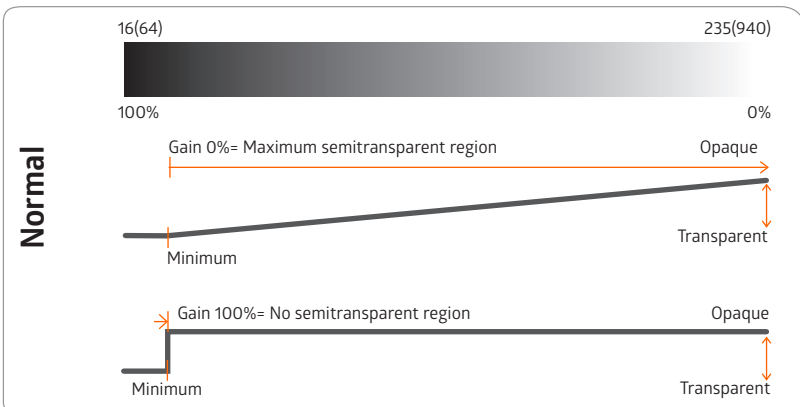 16(64) 235(940)
100% 0%
Normal
Gain 0%= Maximum semitransparent region Opaque
Transparent
Minimum
Gain 100%= No semitransparent region Opaque
Minimum Transparent